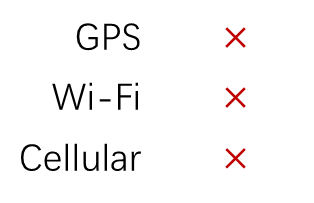 GPS ×
Wi-Fi ×
Cellular ×